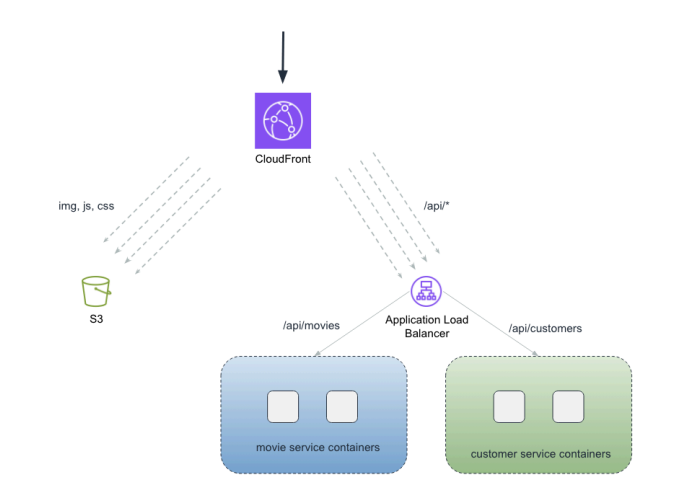 CloudFront
img, js, css
/api/*
S3
Application Load
Balancer
/api/movies
/api/customers
movie service containers
customer service containers